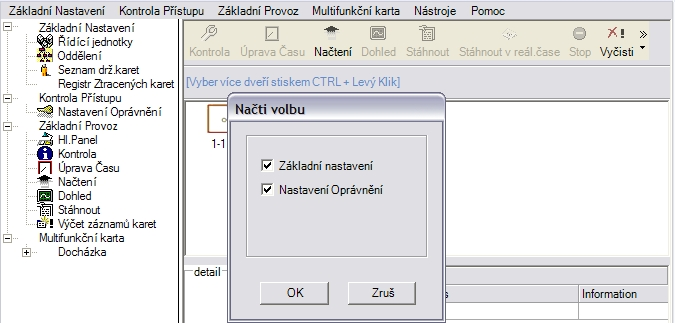 Základní Nastavení Kontrola Přístupu Základní Provoz Multifunkční karta Nástroje Pomoc
Základní Nastavení
Řídící jednotky
Oddělení
Seznam drž.karet
Registr Ztracených karet
Kontrola Přístupu
Nastavení Oprávnění
Základní Provoz
Hl.Panel
Kontrola
Úprava Času
Načtení
Dohled
Stáhnout
Výčet záznamů karet
Multifunkční karta
Docházka
Kontrola Úprava Času Načtení Dohled Stáhnout Stáhnout v reál.čase Stop Vyčisti
[Vyber více dveří stiskem CTRL + Levý Klik]
1-1
Načti volbu
Základní nastavení
Nastavení Oprávnění
OK Zruš
detail
s Information